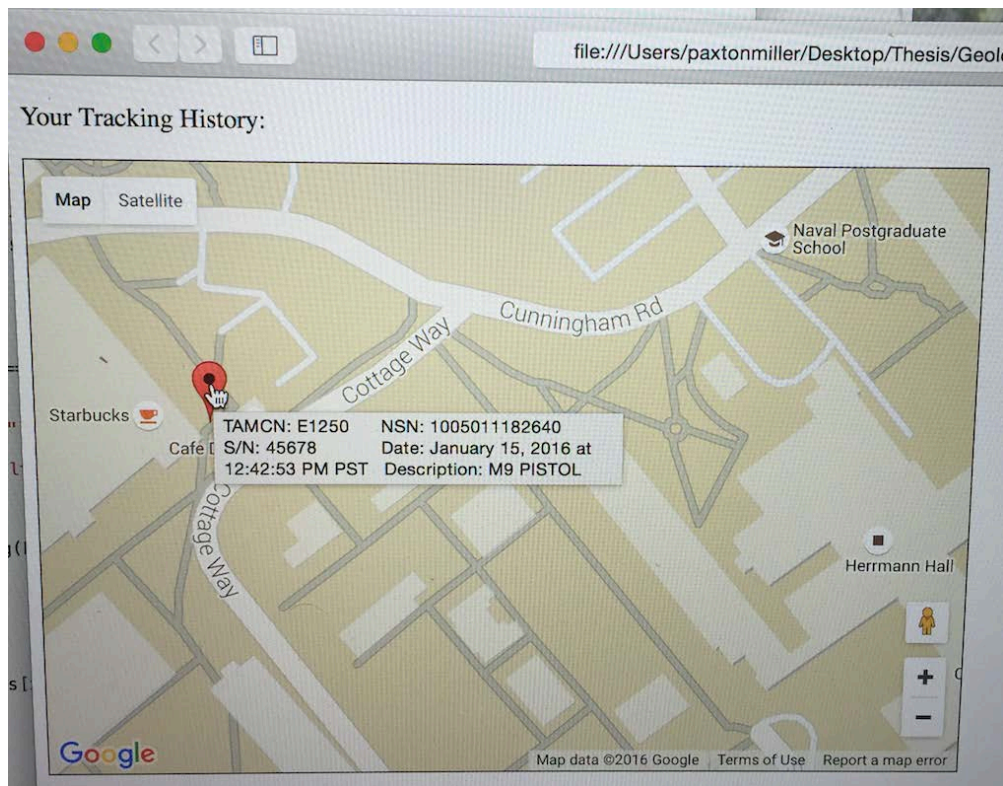 file:///Users/paxtonmiller/Desktop/Thesis/Geol
Your Tracking History:
Map Satellite
Naval Postgraduate
School
Cunningham Rd
Cottage Way
Starbucks
TAMCN: E1250 NSN: 1005011182640
Cafe
S/N: 45678 Date: January 15, 2016 at
12:42:53 PM PST Description: M9 PISTOL
Cottage Way
Herrmann Hall
Google
Map data ©2016 Google Terms of Use Report a map error